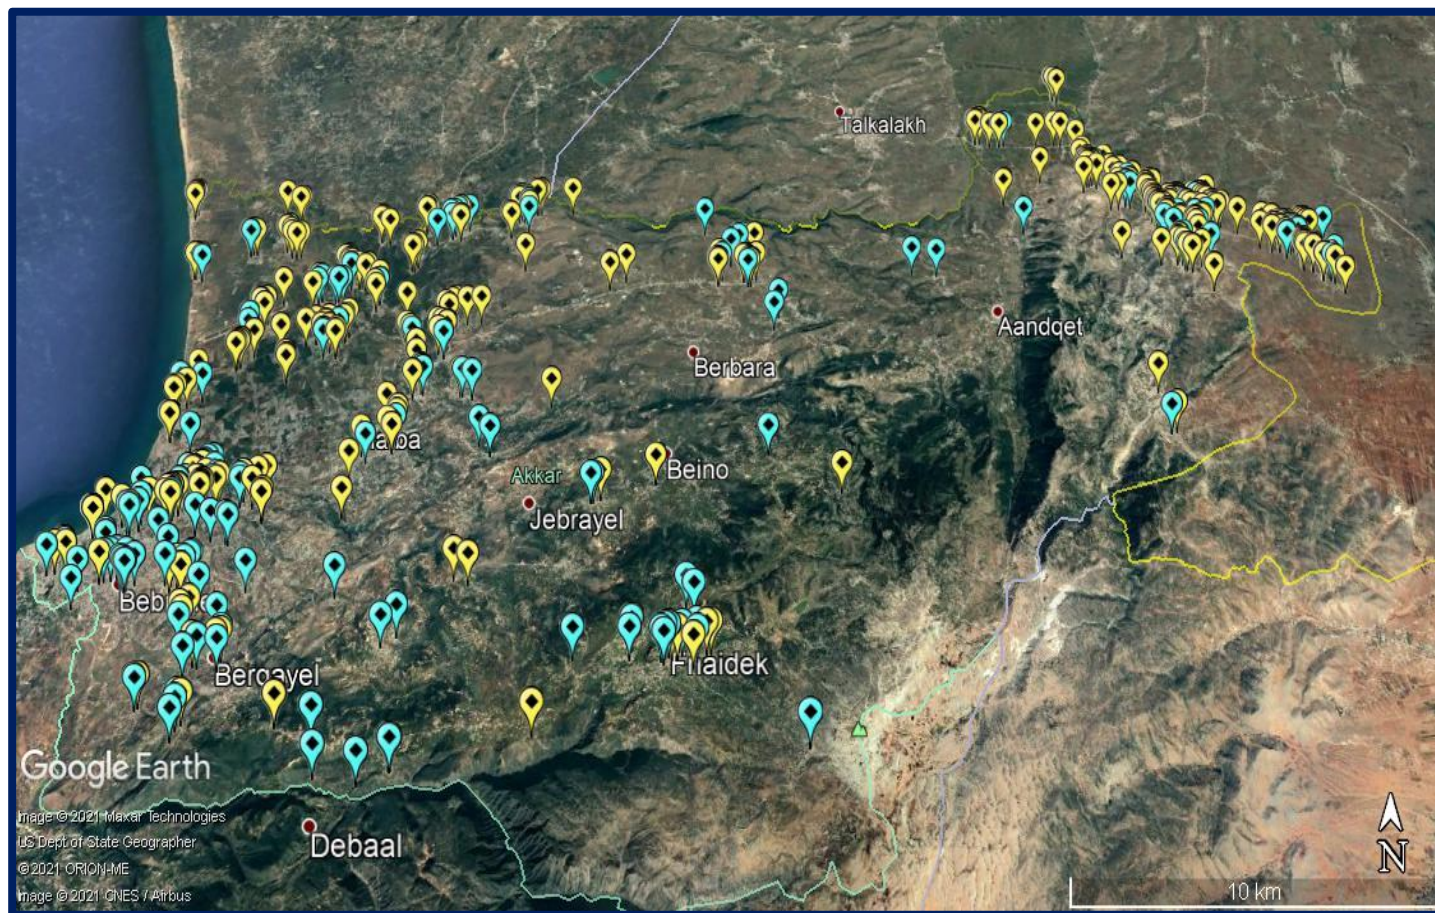 Talkalakh
Aandqet
Berbara
Akkar
Beino
Jebrayel
Bergayel
Google Earth
Image © 2021 Maxar Technologies
US Dept of State Geographer
© 2021 ORION-ME
Image © 2021 CNES / Airbus
Debaal
N
10 km